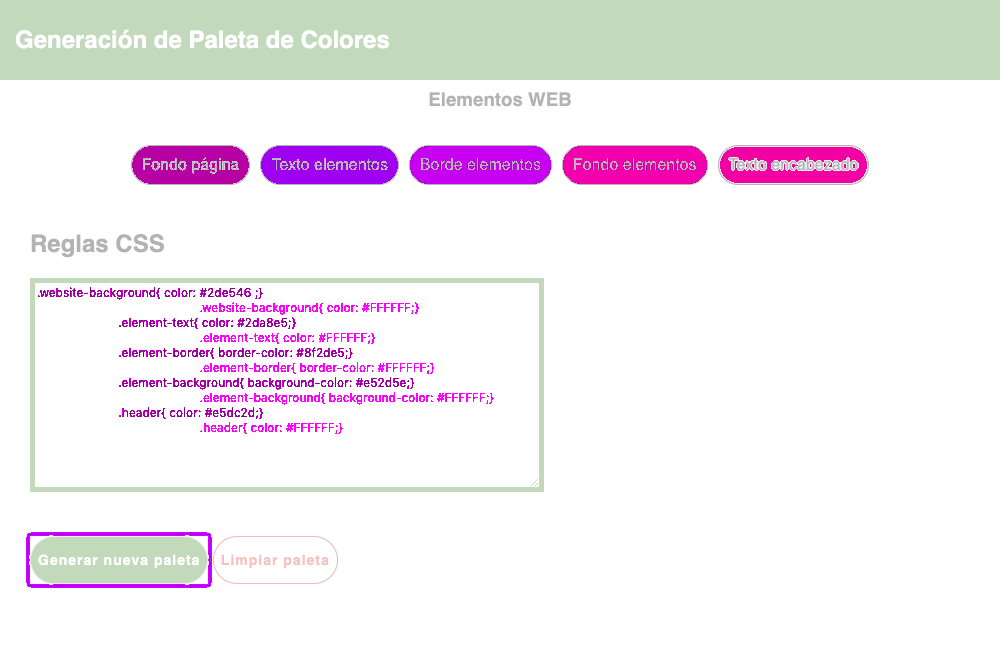 Generación de Paleta de Colores
Elementos WEB
Fondo página
Texto elementos
Borde elementos
Fondo elementos
Texto encabezado
Reglas CSS
.website-background{ color: #2de546 ;}
.website-background{ color: #FFFFFF;}
.element-text{ color: #2da8e5;}
.element-text{ color: #FFFFFF;}
.element-border{ border-color: #8f2de5;}
.element-border{ border-color: #FFFFFF;}
.element-background{ background-color: #e52d5e;}
.element-background{ background-color: #FFFFFF;}
.header{ color: #e5dc2d;}
.header{ color: #FFFFFF;}
Generar nueva paleta
Limpiar paleta